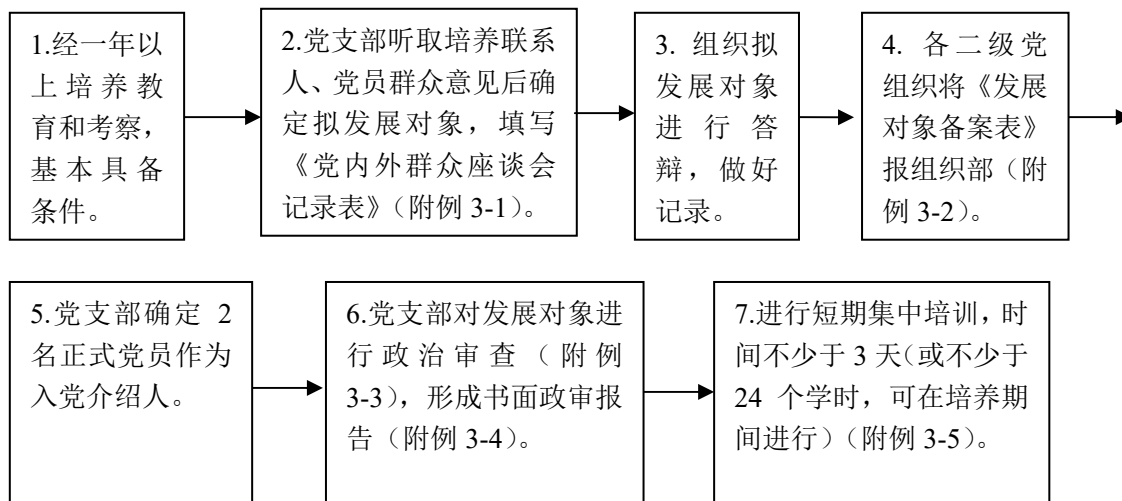 1.经一年以
上培养教
育和考察，
基本具备
条件。
2.党支部听取培养联系
人、党员群众意见后确
定拟发展对象，填写
《党内外群众座谈会
记录表》（附例 3-1）。
3. 组织拟
发展对象
进行答
辩，做好
记录。
4. 各二级党
组织将《发展
对象备案表》
报组织部（附
例 3-2）。
5.党支部确定 2
名正式党员作为
入党介绍人。
6.党支部对发展对象进
行政治审查（附例
3-3），形成书面政审报
告（附例 3-4）。
7.进行短期集中培训，时
间不少于 3 天（或不少于
24 个学时，可在培养期
间进行）（附例 3-5）。